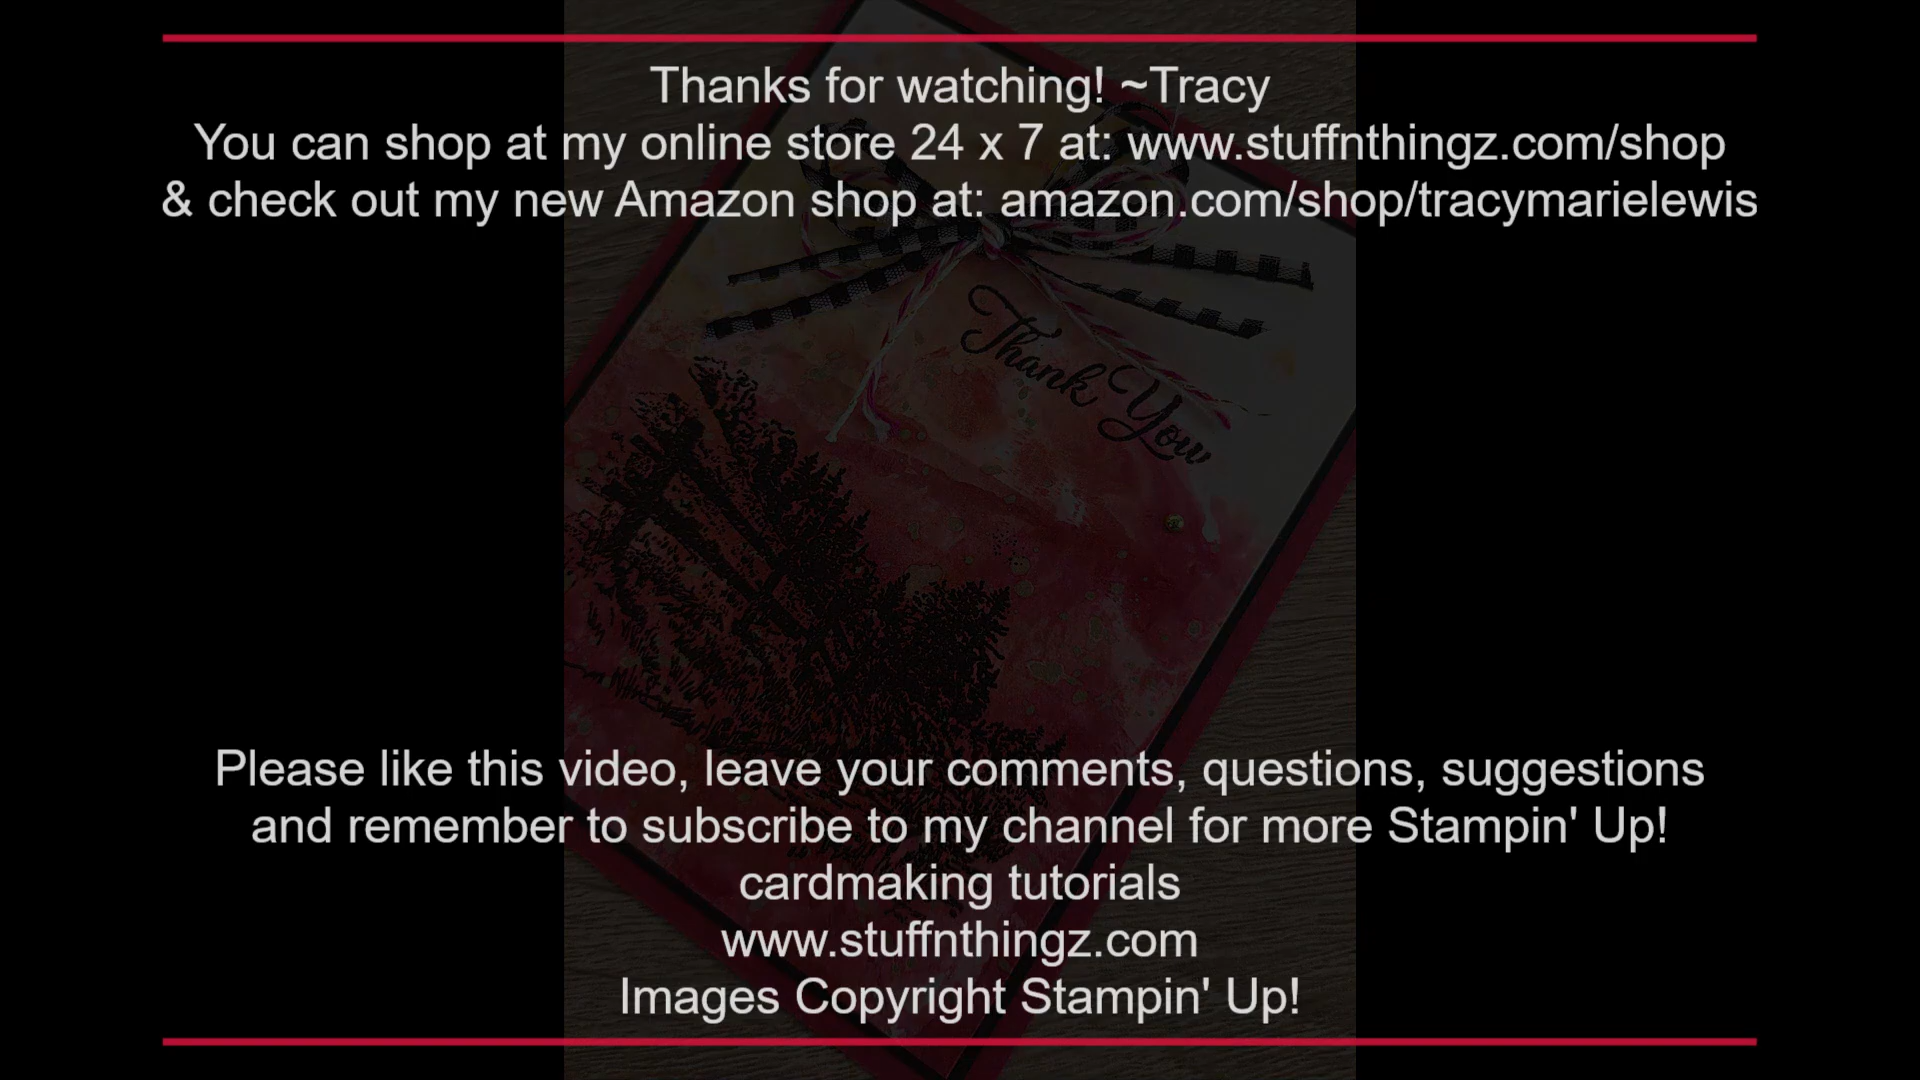 Thanks for watching! ~Tracy
You can shop at my online store 24 x 7 at: www.stuffnthingz.com/shop
& check out my new Amazon shop at: amazon.com/shop/tracymarielewis
Thank You
Please like this video, leave your comments, questions, suggestions
and remember to subscribe to my channel for more Stampin' Up!
cardmaking tutorials
www.stuffnthingz.com
Images Copyright Stampin' Up!